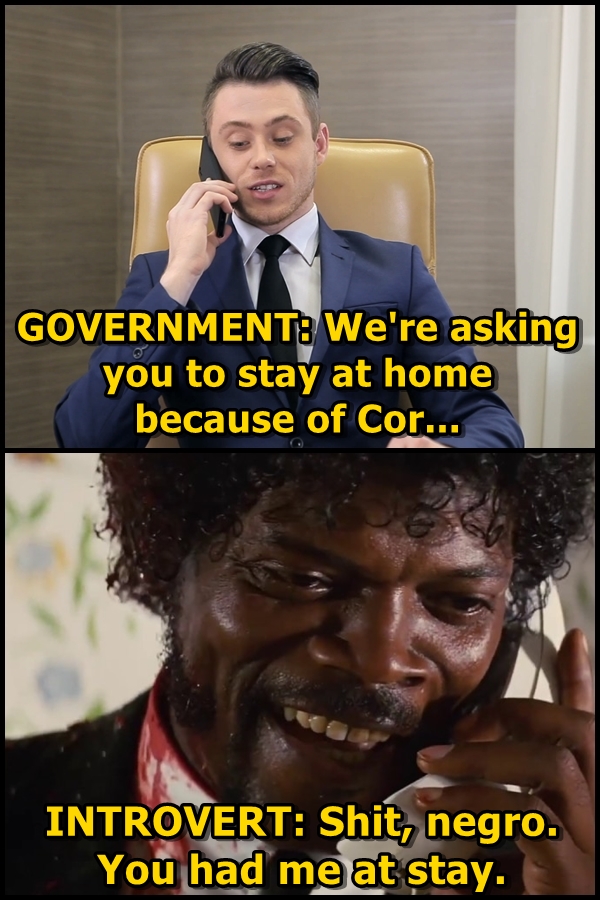 GOVERNMENT: We're asking
you to stay at home
because of Cor...
INTROVERT: Shit, negro.
You had me at stay.